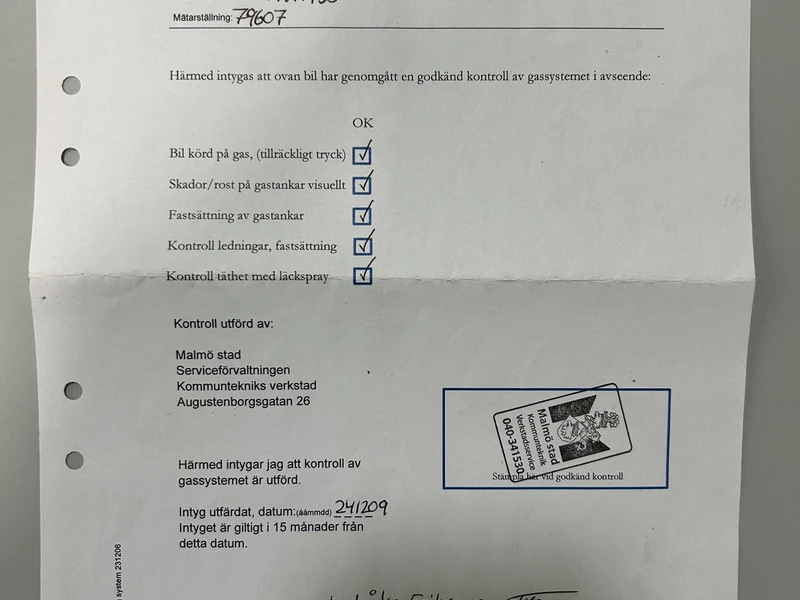 Mätarställning: 79607
Härmed intygas att ovan bil har genomgått en godkänd kontroll av gassystemet i avseende:
OK
Bil körd på gas, (tillräckligt tryck)
Skador/rost på gastankar visuellt
Fastsättning av gastankar
Kontroll ledningar, fastsättning
Kontroll täthet med läckspray
Kontroll utförd av:
Malmö stad
Serviceförvaltningen
Kommuntekniks verkstad
Augustenborgsgatan 26
Malmö stad
Kommunteknik
Verkstadsservice
040-341530
Stämpla här vid godkänd kontroll
Härmed intygar jag att kontroll av
gassystemet är utförd.
Intyg utfärdat, datum:(ååmmdd) 241209
Intyget är giltigt i 15 månader från
detta datum.
system 231206